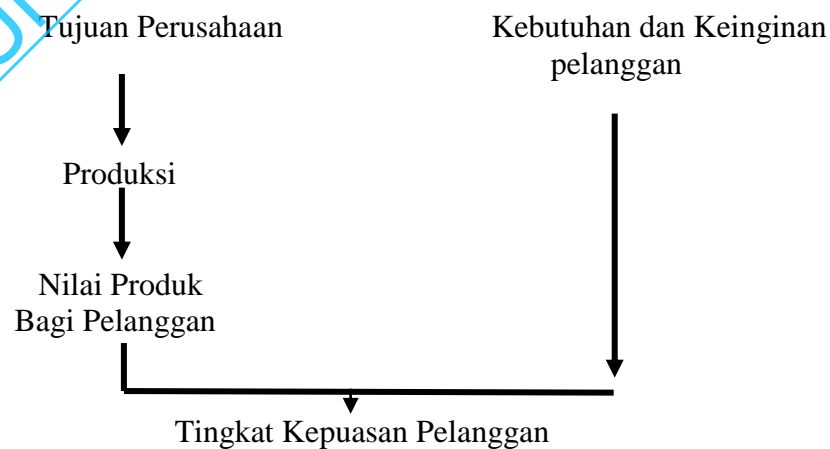 Tujuan Perusahaan
Kebutuhan dan Keinginan
pelanggan
Produksi
Nilai Produk
Bagi Pelanggan
Tingkat Kepuasan Pelanggan